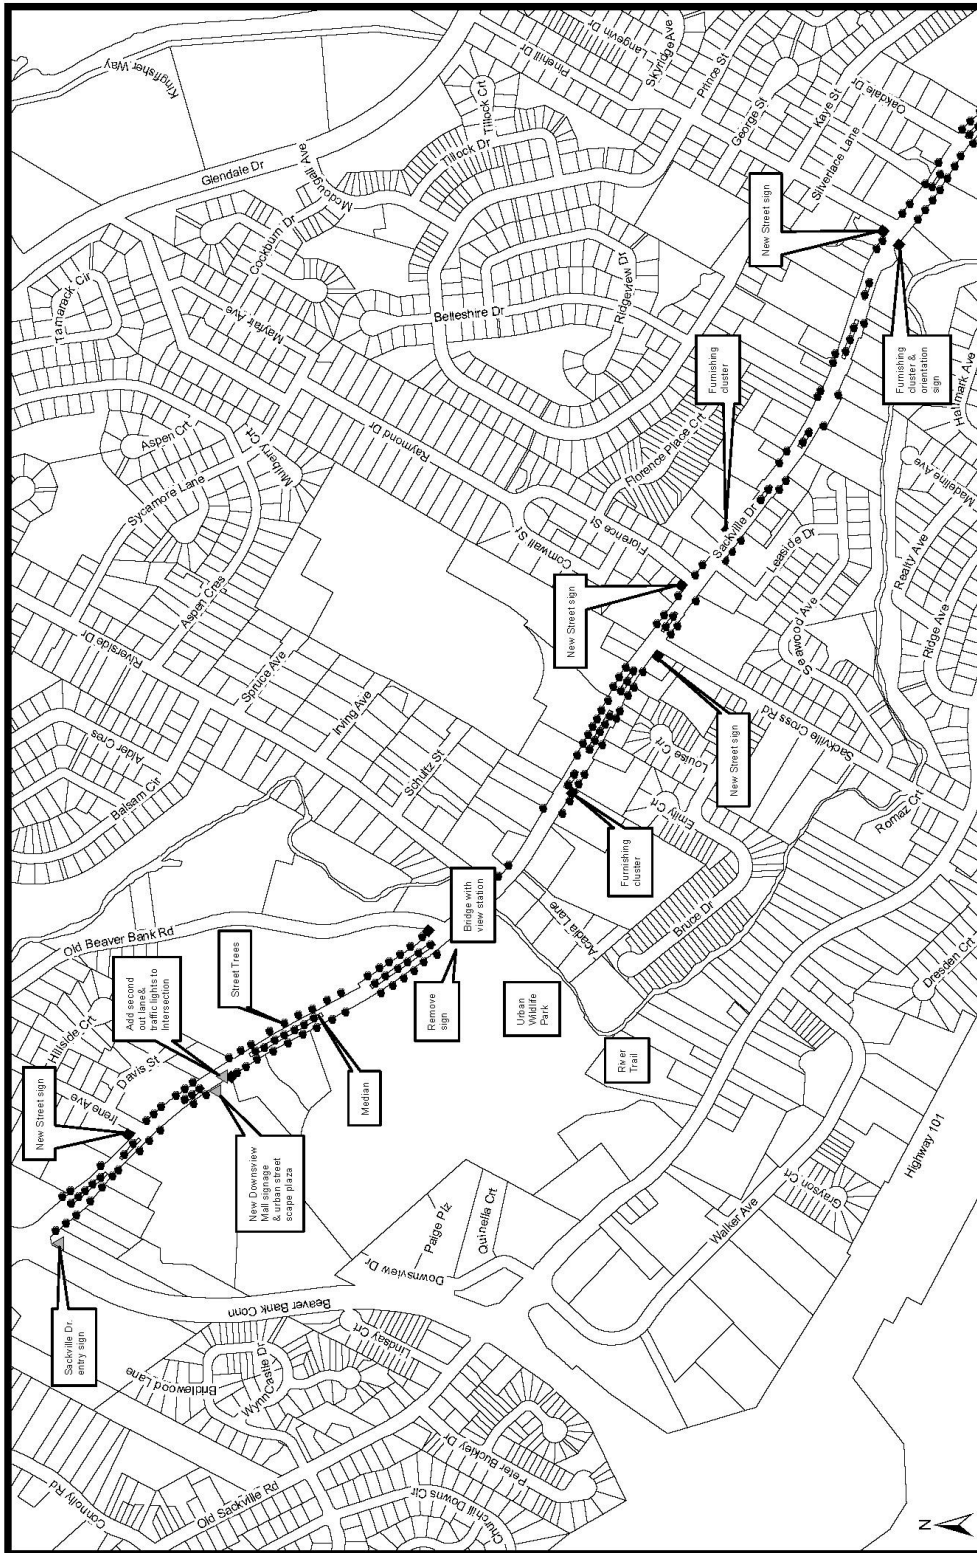 Connolly Rd
Old Sackville Rd
Churchill Downs Cir
Peter Buckley Dr
Bridlewood Lane
WynnCastle Dr
Lindsay Crt
Beaver Bank Conn
Downsview Dr
Paige Plz
Quinella Crt
Walker Ave
Grayson Crt
Highway 101
Dresden Crt
Sackville Dr.
entry sign
New Downsview
Mall signage
& urban street
scape plaza
New Street sign
Irene Ave
Davis St
Hillside Crt
Add second
out lane &
traffic lights to
Intersection
Median
Street Trees
Old Beaver Bank Rd
Remove
sign
River
Trail
Urban
Wildlife
Park
Bridge with
view station
Acadia Lane
Bruce Dr
Emily Crt
Louise Crt
Furnishing
cluster
Romaz Crt
Sackville Cross Rd
New Street sign
New Street sign
Balsam Cir
Alder Cres
Riverside Dr
Schultz St
Irving Ave
Spruce Ave
Aspen Cres
Sycamore Lane
Aspen Crt
Mulberry Crt
Raymond Dr
Cornwall St
Florence St
Florence Place Crt
Sackville Dr
Leaside Dr
Seawood Ave
Ridge Ave
Realty Ave
Madeline Ave
Hallmark Ave
Furnishing
cluster
Furnishing
cluster &
orientation
sign
New Street sign
Tamarack Cir
Mayfair Ave
Cockburn Dr
Mcdougall Ave
Glendale Dr
Kingfisher Way
Tillock Dr
Tillock Crt
Belleshire Dr
Ridgeview Dr
Silverlace Lane
George St
Kaye St
Oakdale Dr
Prince St
Skyridge Ave
Langevin Dr
Pinehill Dr
N